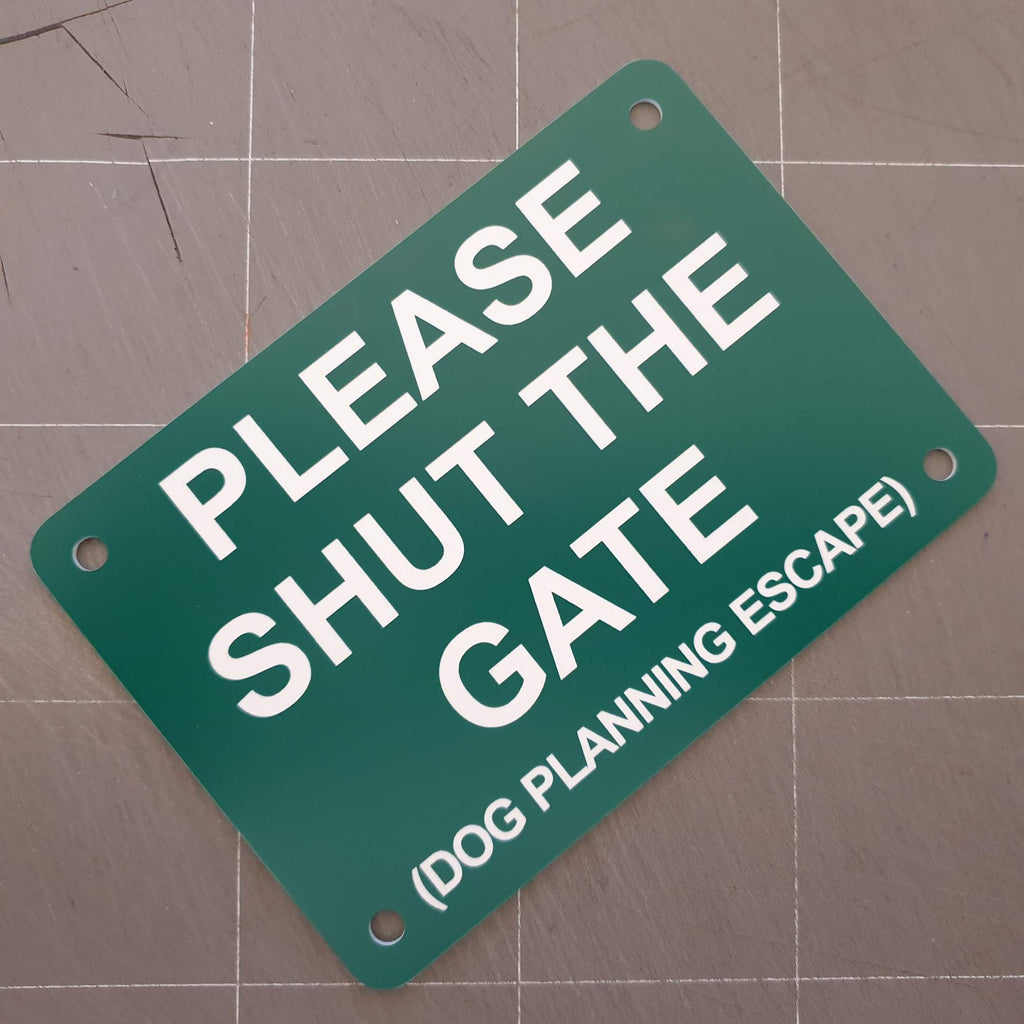 PLEASE
SHUT THE
GATE
(DOG PLANNING ESCAPE)